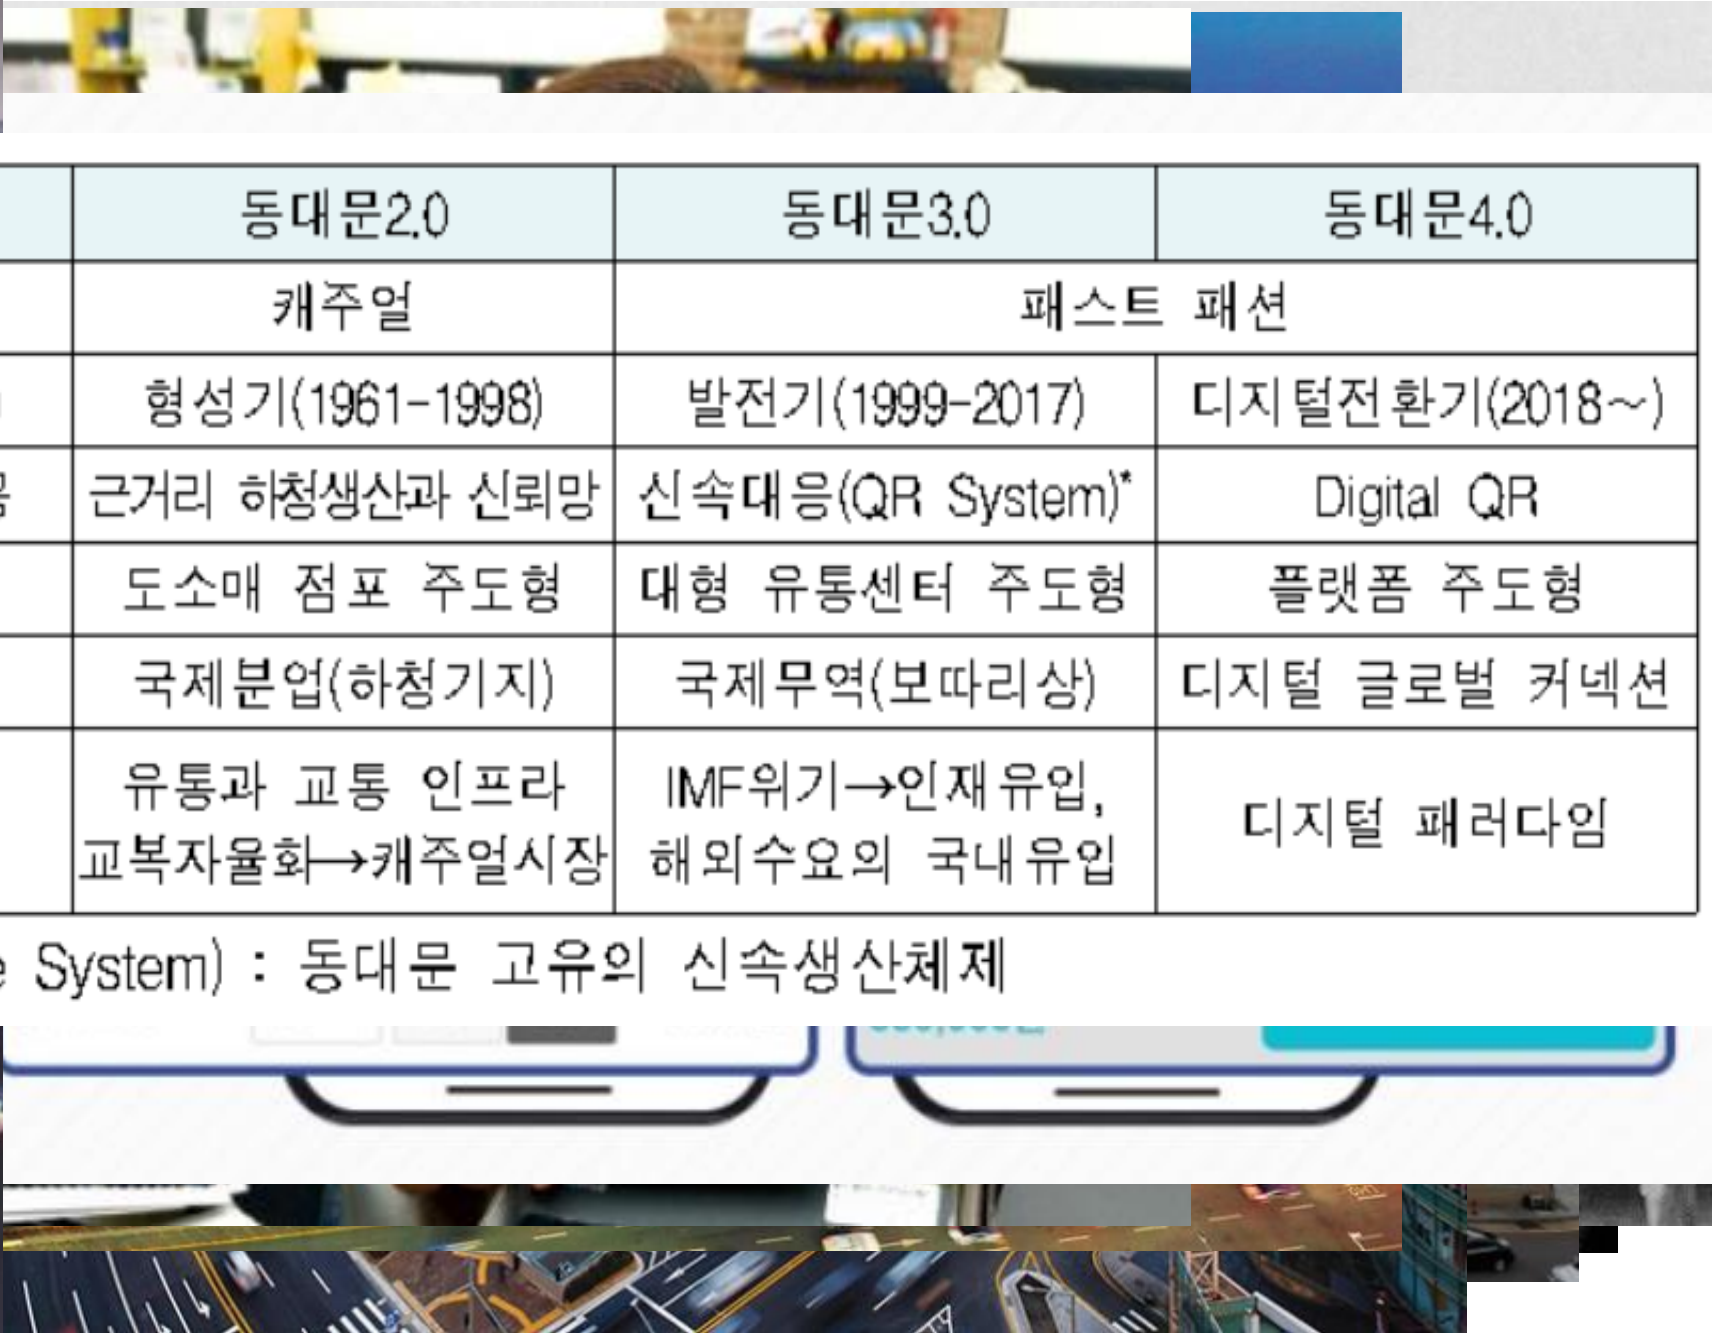 동대문2.0 동대문3.0 동대문4.0
캐주얼 패스트 패션
형성기(1961-1998) 발전기(1999-2017) 디지털전환기(2018~)
근거리 하청생산과 신뢰망 신속대응(QR System)* Digital QR
도소매 점포 주도형 대형 유통센터 주도형 플랫폼 주도형
국제분업(하청기지) 국제무역(보따리상) 디지털 글로벌 커넥션
유통과 교통 인프라 IMF위기→인재유입,
교복자율화→캐주얼시장 해외수요의 국내유입 디지털 패러다임
System) : 동대문 고유의 신속생산체제